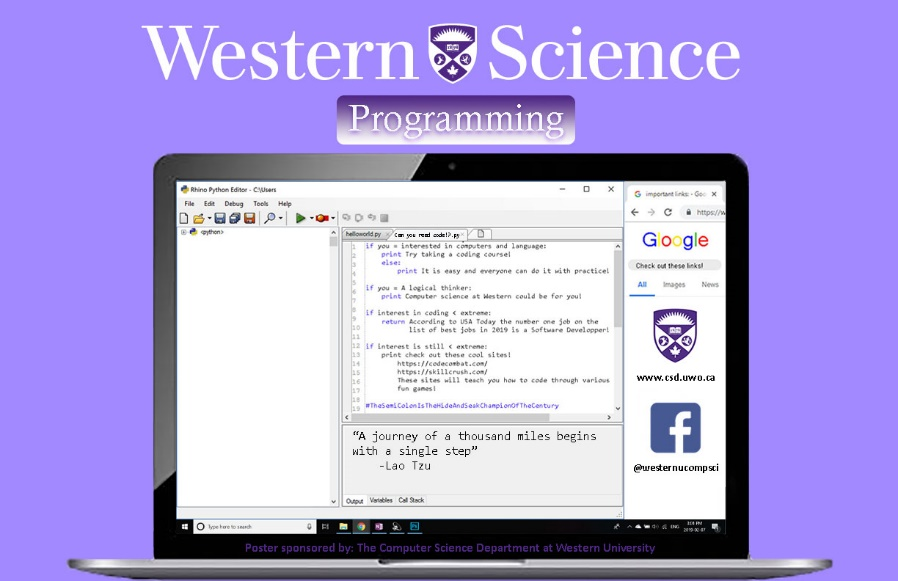 Western Science
Programming
Rhino Python Editor - C:\Users
File Edit Debug Tools Help
<python>
helloworld.py
Can you read code!?.py
1 if you = interested in computers and language:
2 print Try taking a coding course!
3 else:
4 print It is easy and everyone can do it with practice!
5
6 if you = A logical thinker:
7 print Computer science at Western could be for you!
8
9 if interest in coding < extreme:
10 return According to USA Today the number one job on the
11 list of best jobs in 2019 is a Software Developper!
12 if interest is still < extreme:
13 print check out these cool sites!
14 https://codecombat.com/
15 https://skillcrush.com/
16 These sites will teach you how to code through various
17 fun games!
18
19 #TheSemiColonIsTheHideAndSeakChampionOfTheCentury
“A journey of a thousand miles begins
with a single step”
-Lao Tzu
Output Variables Call Stack
important links: - Goo
https://w
Gloogle
Check out these links!
All Images News
www.csd.uwo.ca
f
@westernucompsci
Type here to search
ENG
2019-02-07
Poster sponsored by: The Computer Science Department at Western University